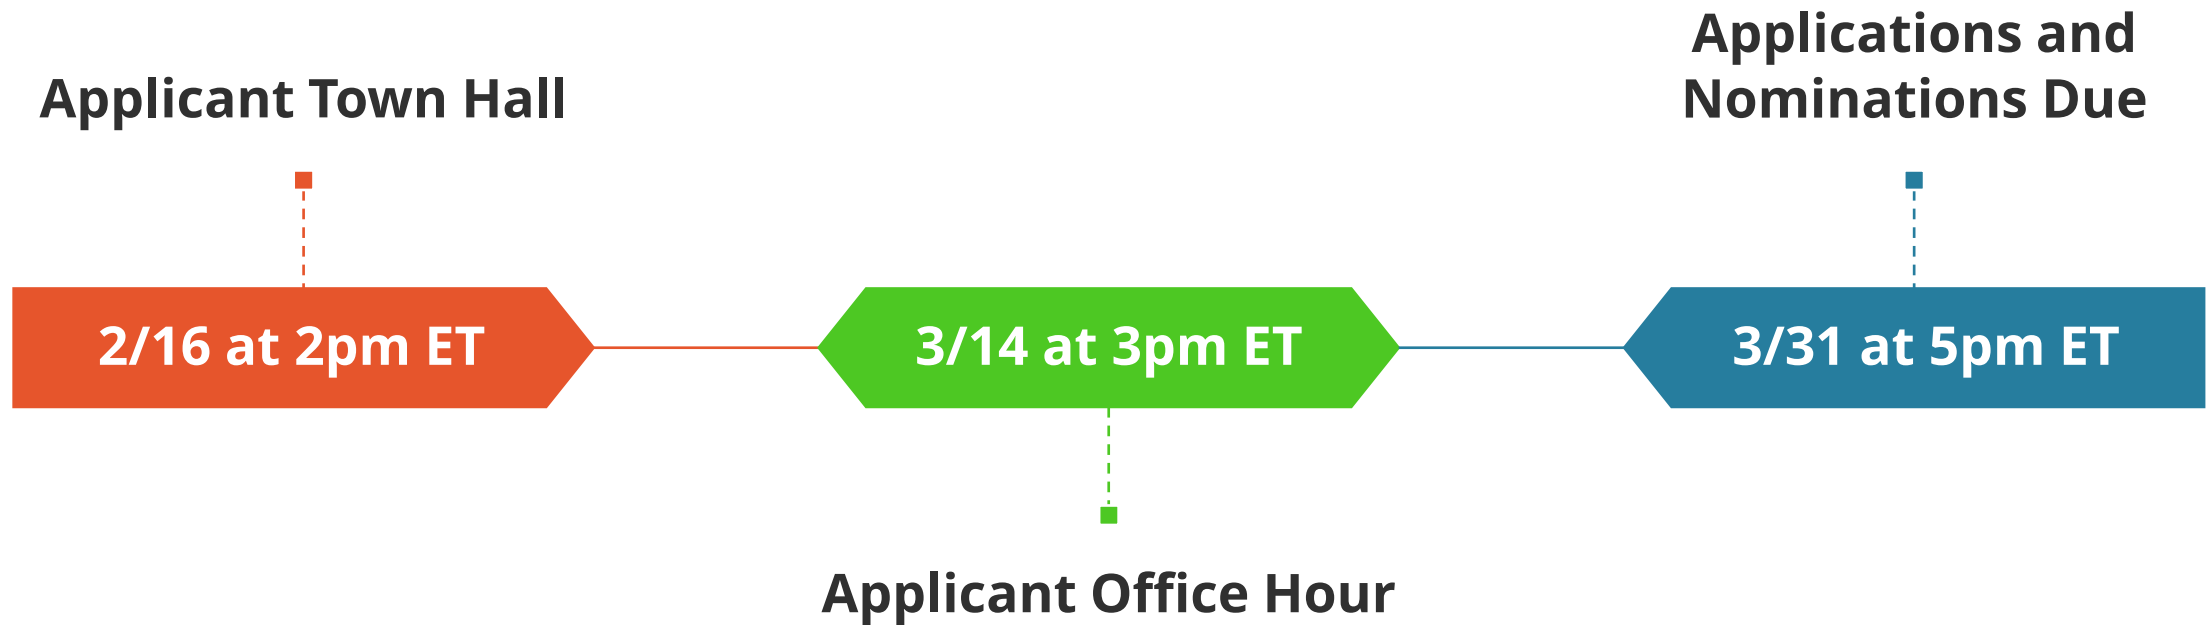 Applicant Town Hall
2/16 at 2pm ET
3/14 at 3pm ET
Applicant Office Hour
Applications and
Nominations Due
3/31 at 5pm ET